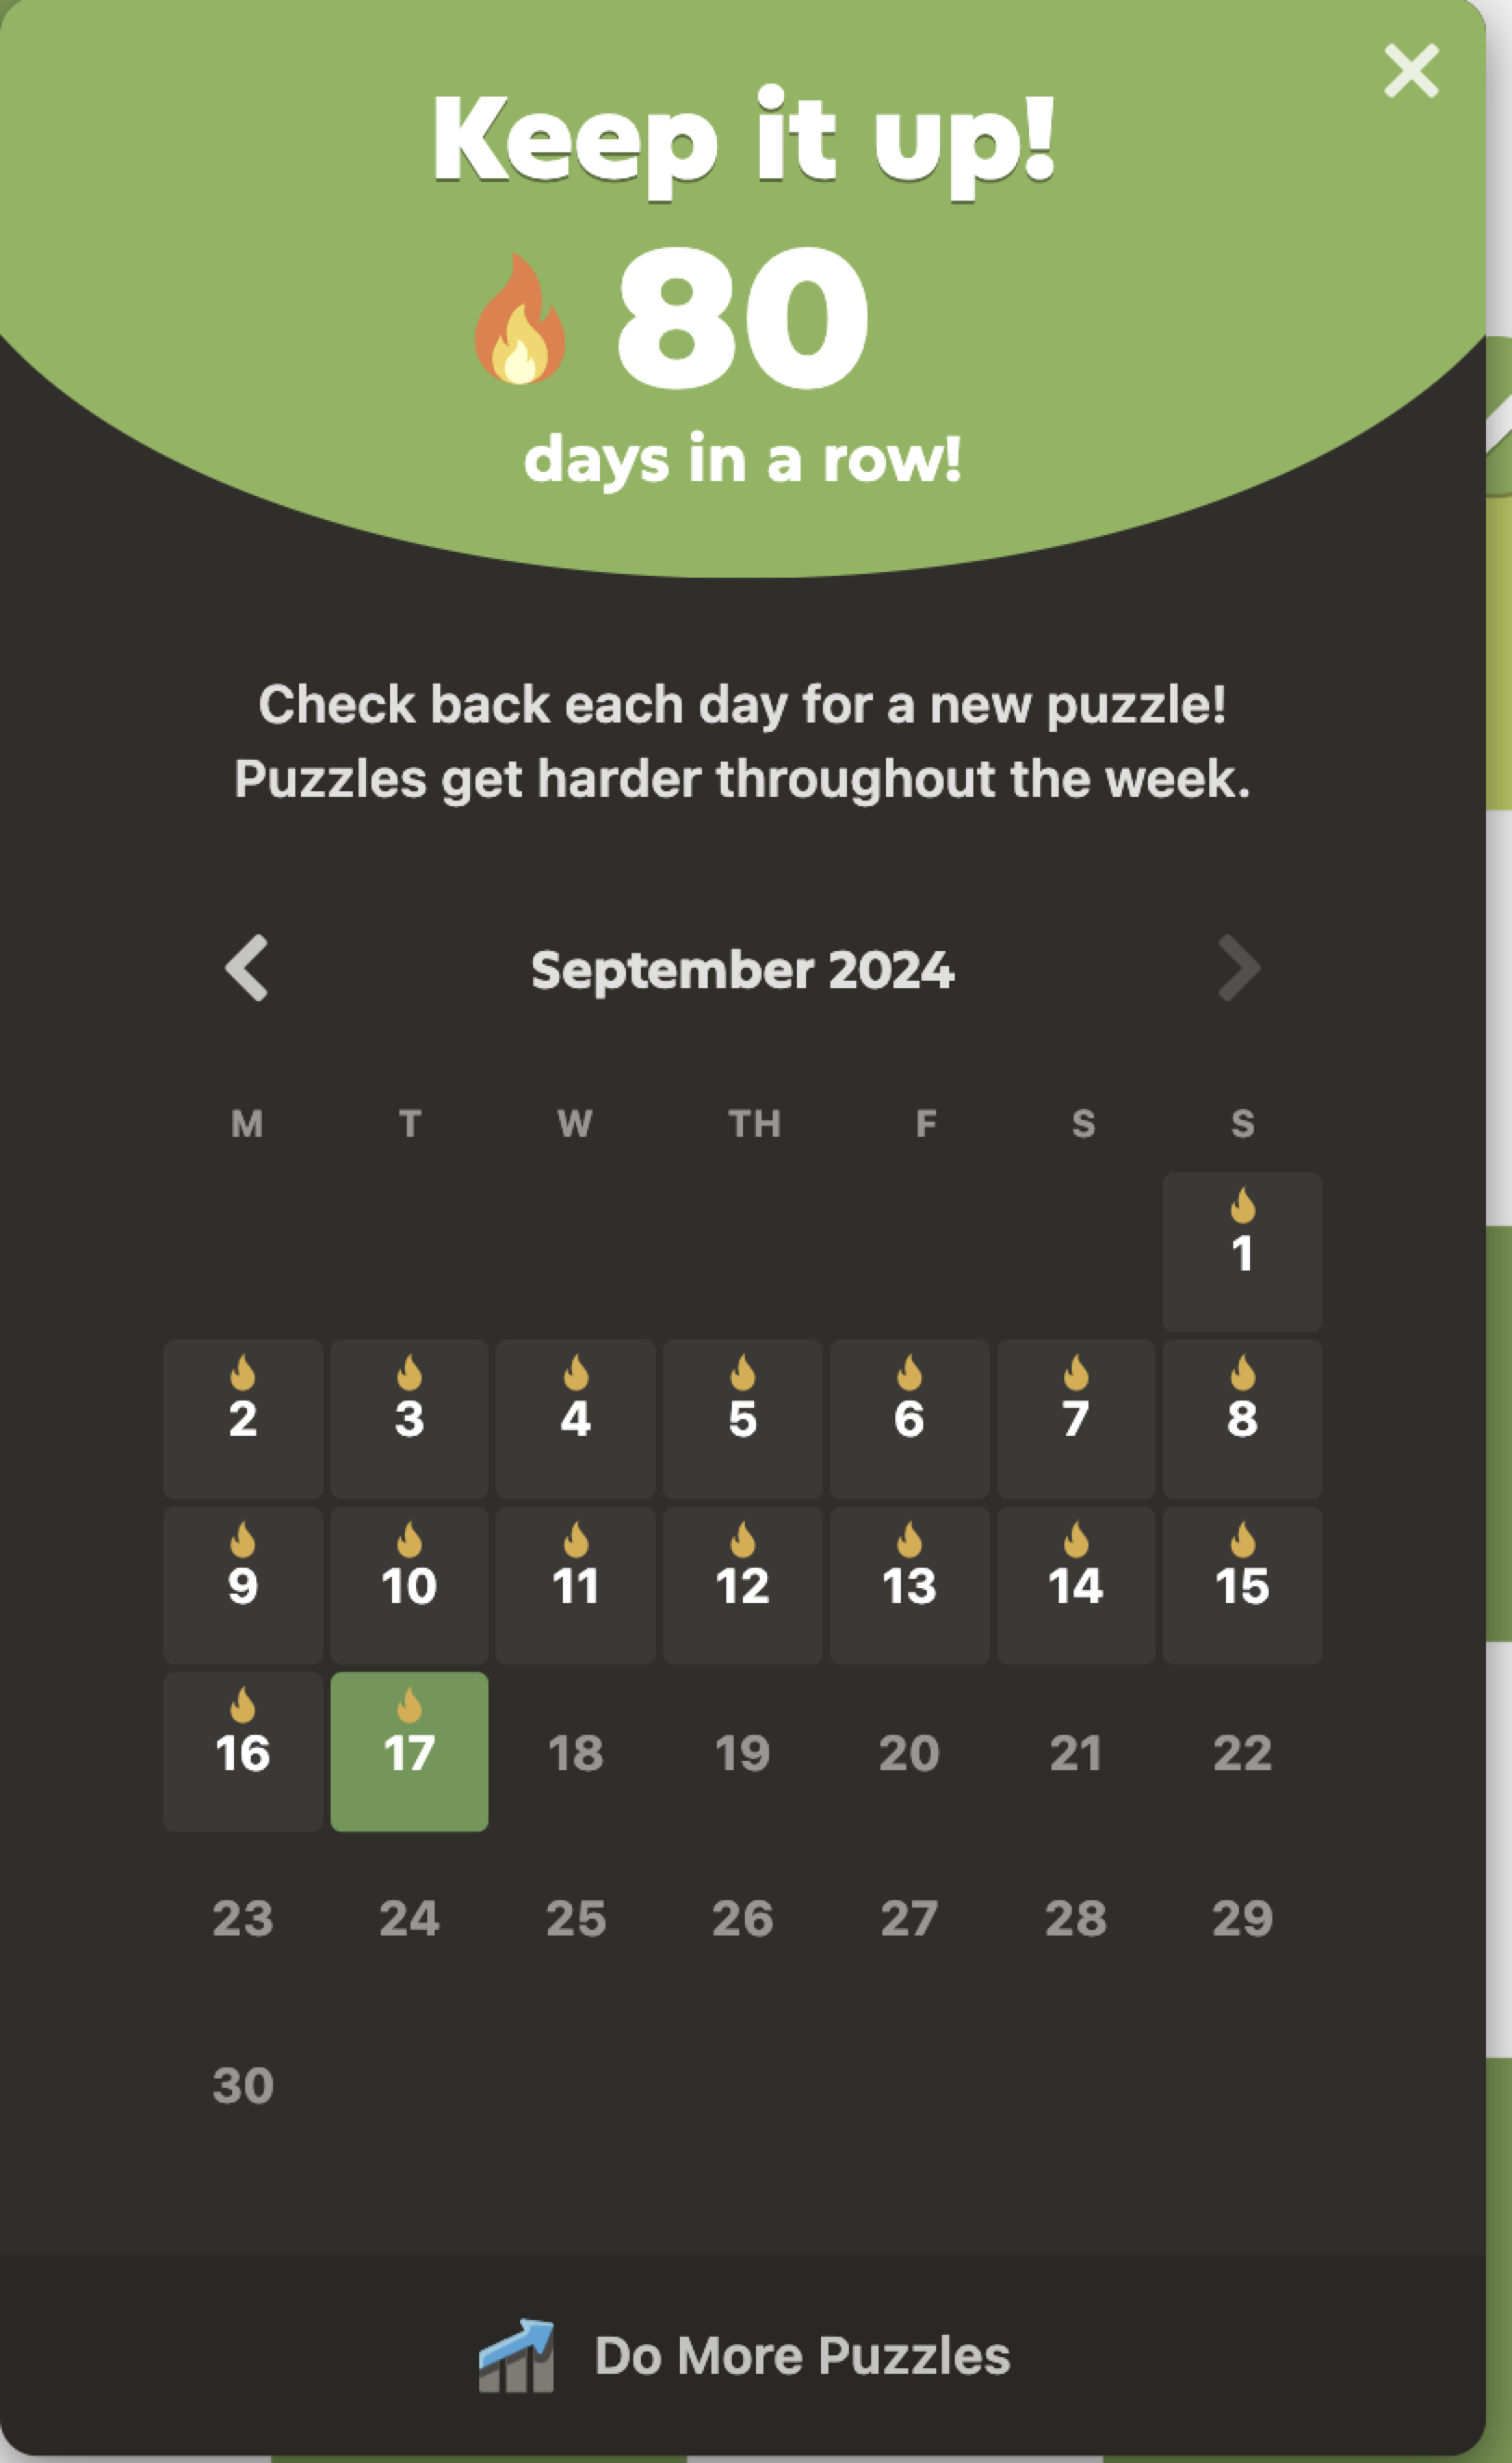 Keep it up!
80
days in a row!
Check back each day for a new puzzle!
Puzzles get harder throughout the week.
September 2024
M T W TH F S S
1
2 3 4 5 6 7 8
9 10 11 12 13 14 15
16 17 18 19 20 21 22
23 24 25 26 27 28 29
30
Do More Puzzles